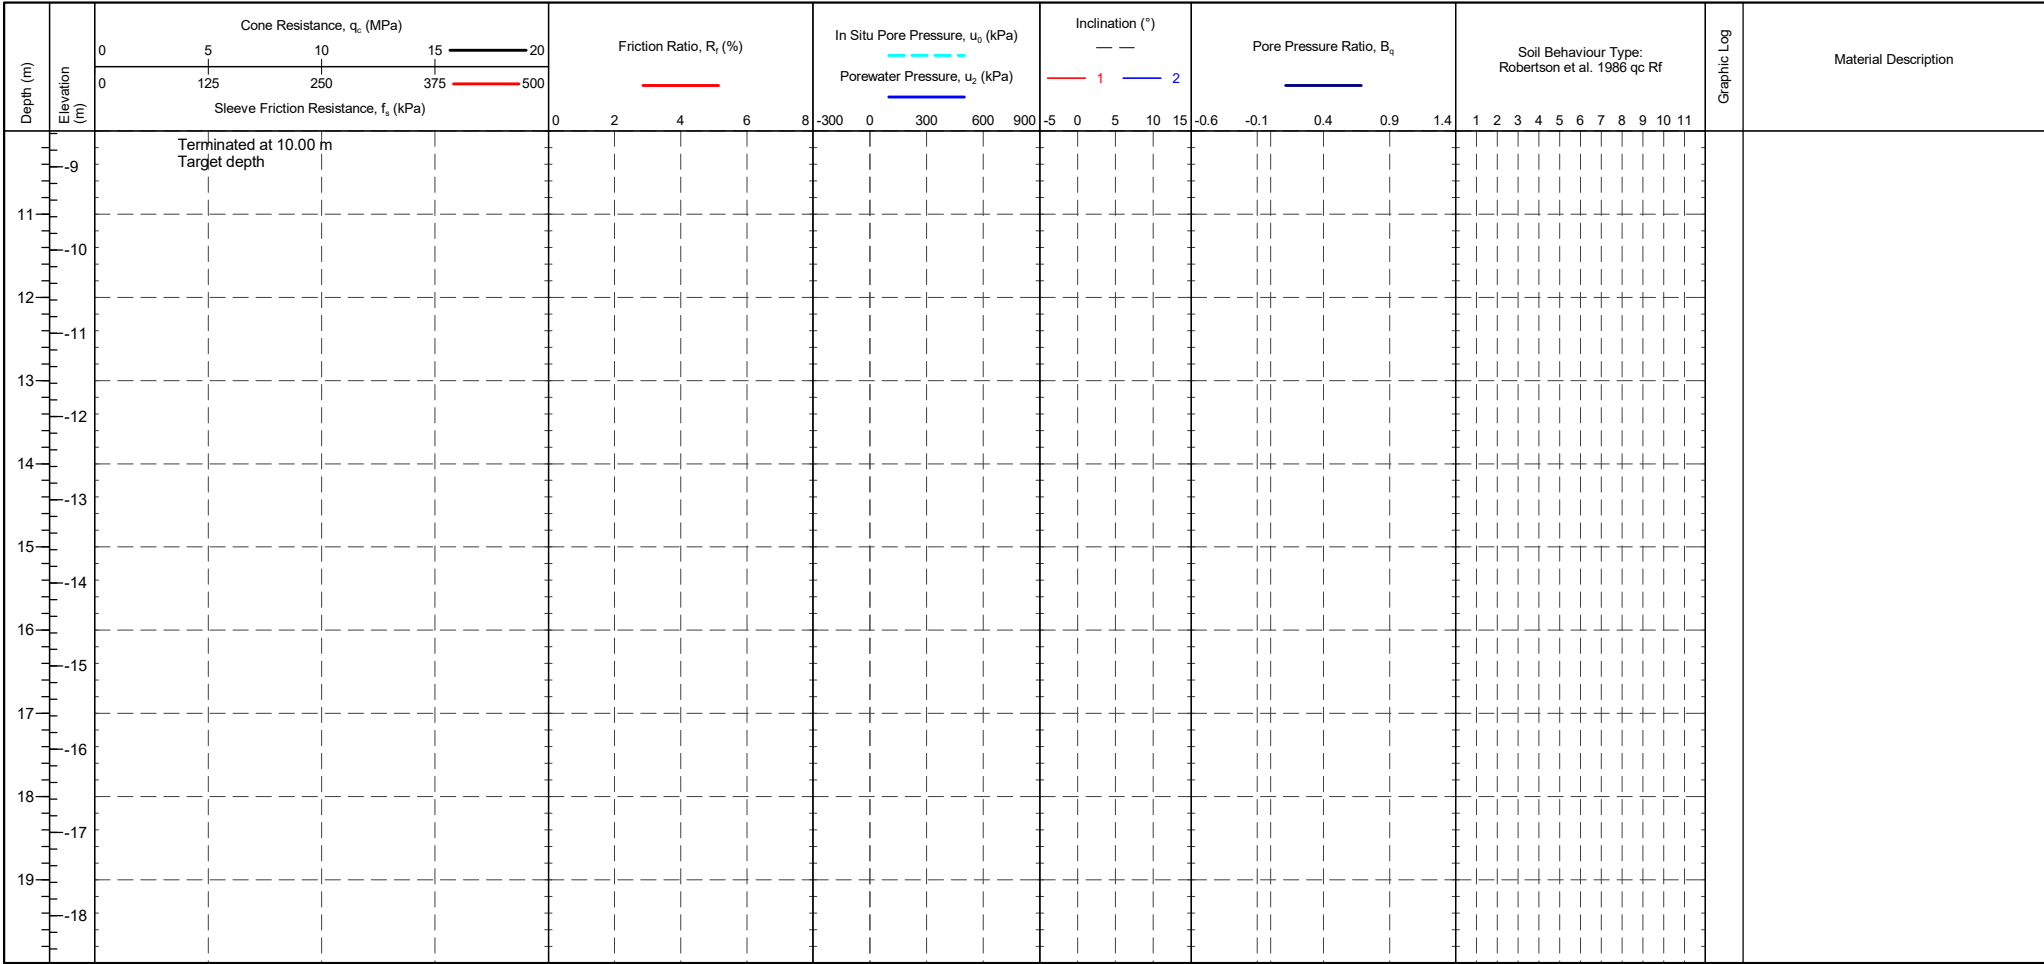 Depth (m)
Elevation (m)
Cone Resistance, qc (MPa)
0 5 10 15 20
0 125 250 375 500
Sleeve Friction Resistance, fs (kPa)
Friction Ratio, Rf (%)
0 2 4 6 8
In Situ Pore Pressure, u0 (kPa)
Porewater Pressure, u2 (kPa)
-300 0 300 600 900
Inclination (°)
1 2
-5 0 5 10 15
Pore Pressure Ratio, Bq
-0.6 -0.1 0.4 0.9 1.4
Soil Behaviour Type:
Robertson et al. 1986 qc Rf
1 2 3 4 5 6 7 8 9 10 11
Graphic Log
Material Description
Terminated at 10.00 m
Target depth
-9
11
-10
12
-11
13
-12
14
-13
15
-14
16
-15
17
-16
18
-17
19
-18